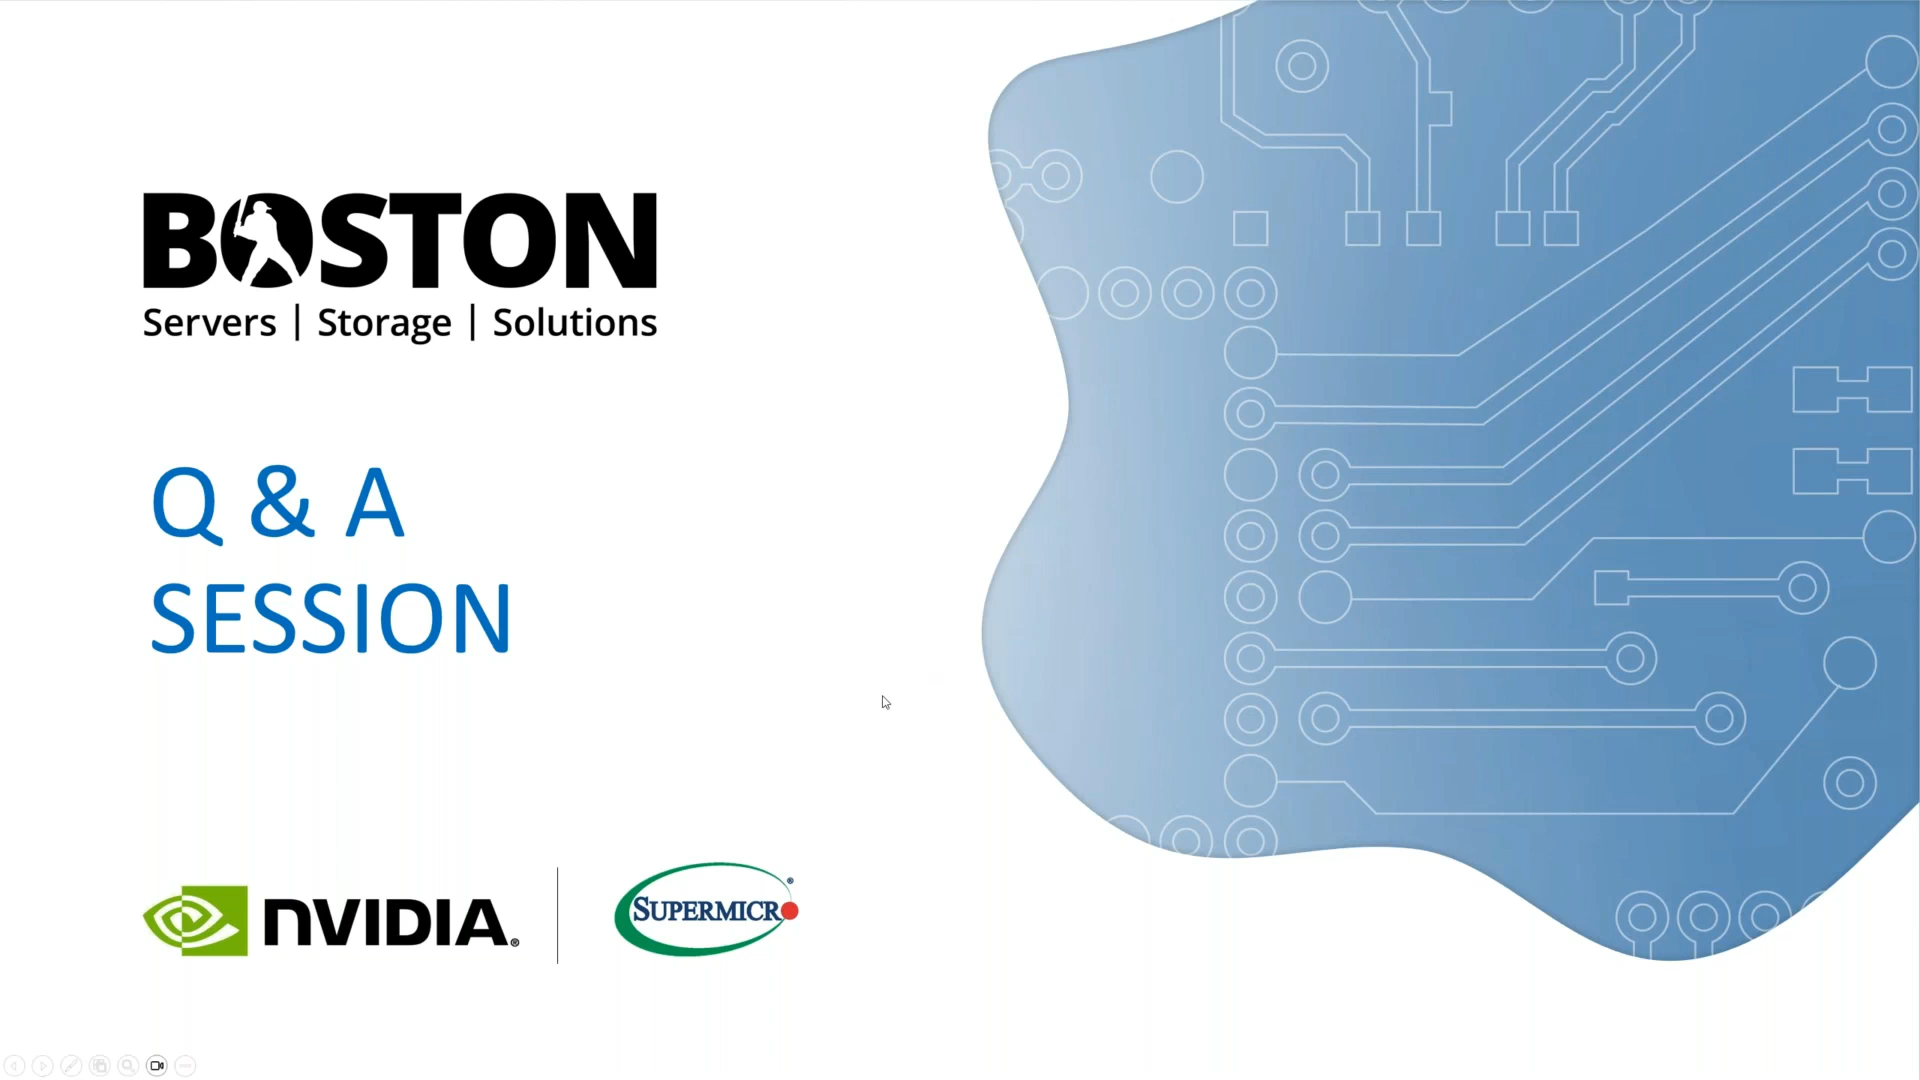 BOSTON
Servers | Storage | Solutions
Q & A
SESSION
NVIDIA®
SUPERMICRO®